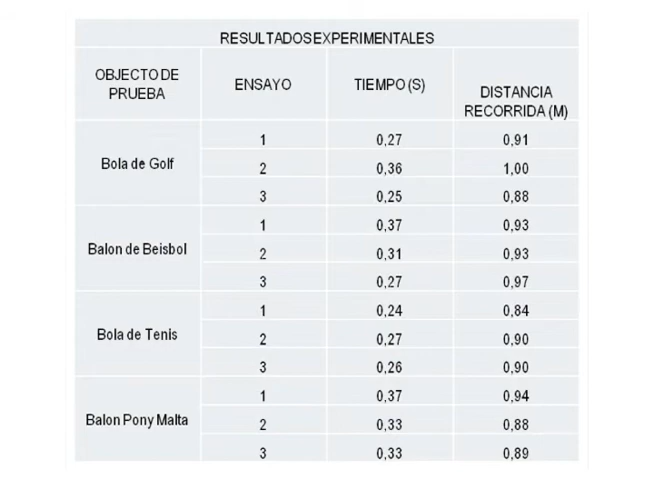 RESULTADOS EXPERIMENTALES
OBJECTO DE PRUEBA ENSAYO TIEMPO (S) DISTANCIA RECORRIDA (M)
Bola de Golf 1 0,27 0,91
2 0,36 1,00
3 0,25 0,88
Balon de Beisbol 1 0,37 0,93
2 0,31 0,93
3 0,27 0,97
Bola de Tenis 1 0,24 0,84
2 0,27 0,90
3 0,26 0,90
Balon Pony Malta 1 0,37 0,94
2 0,33 0,88
3 0,33 0,89